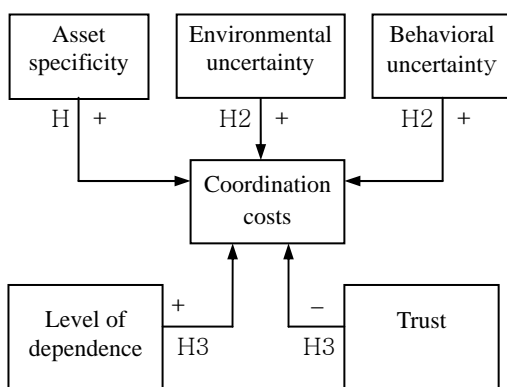 Asset
specificity
Environmental
uncertainty
Behavioral
uncertainty
H +
H2 +
H2 +
Coordination
costs
+
H3
−
H3
Level of
dependence
Trust